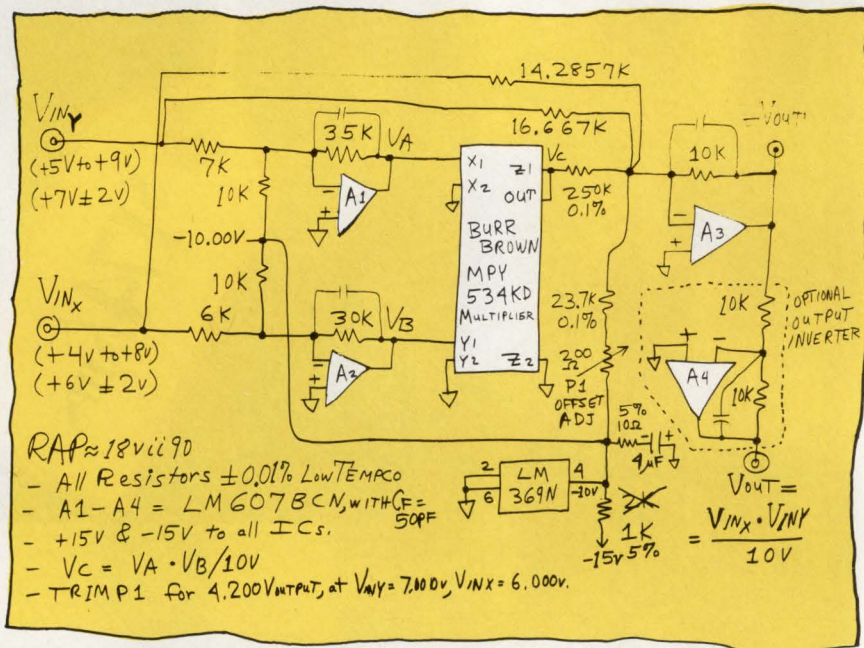 14.2857K
VINY
16.667K
(+5V to +9V)
(+7V ± 2V)
7K
35K
VA
10K
A1
-10.00V
10K
VINX
6K
30K
VB
(+4V to +8V)
(+6V ± 2V)
A2
X1
X2
Z1
OUT
BURR
BROWN
MPY
534KD
MULTIPLIER
Y1
Y2
Z2
VC
250K
0.1%
-VOUT
10K
A3
23.7K
0.1%
200
Ω
P1
OFFSET
ADJ
10K
OPTIONAL
OUTPUT
INVERTER
A4
10K
5%
10Ω
4μF
2
6
LM
369N
4
-10V
1K
-15V 5%
VOUT =
= VINX · VINY
10V
RAP ≈ 18vii90
- All Resistors ±0.01% LOW TEMPCO
- A1-A4 = LM607BCN, WITH CF = 50PF
- +15V & -15V to all ICs.
- VC = VA · VB/10V
- TRIM P1 for 4.200VOUTPUT, at VINY = 7.000V, VINX = 6.000V.